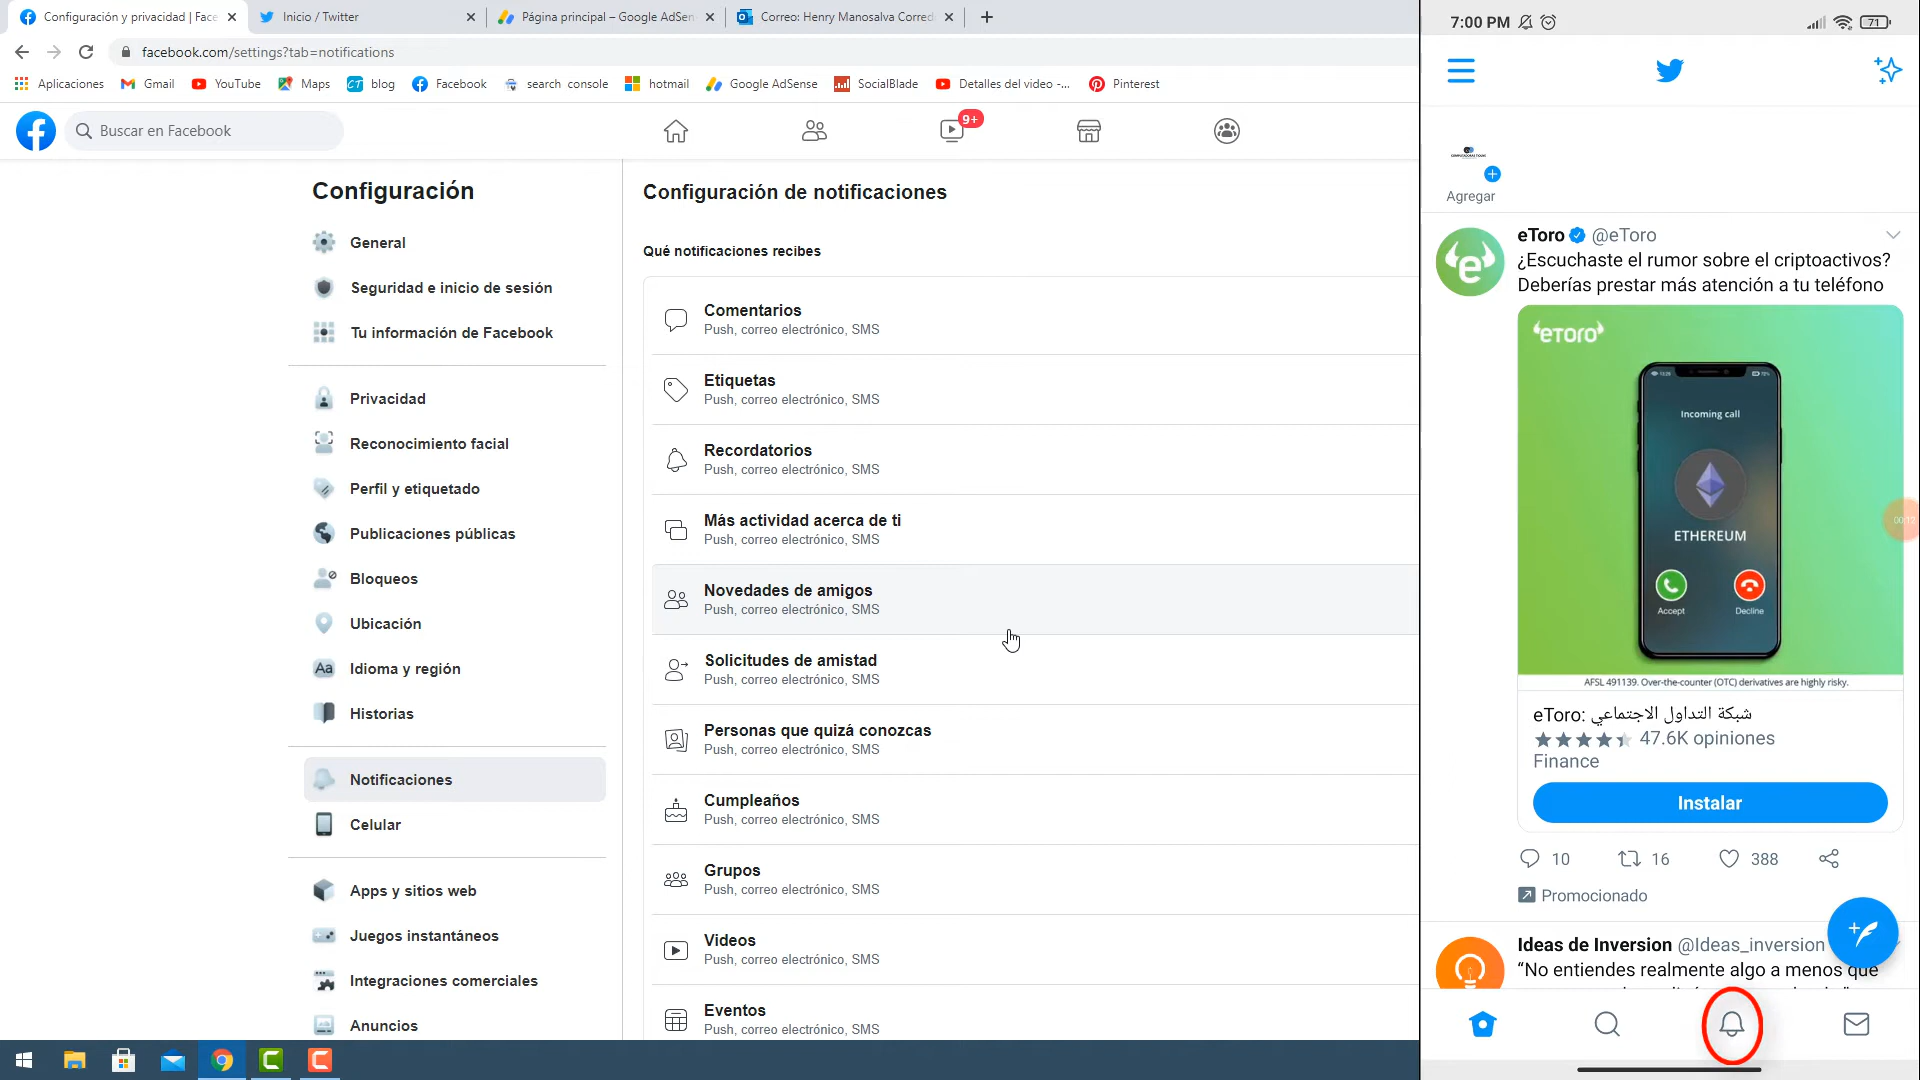 Configuración y privacidad | Face
Inicio / Twitter
Página principal – Google AdSen
Correo: Henry Manosalva Corred
facebook.com/settings?tab=notifications
Aplicaciones
Gmail
YouTube
Maps
CT
blog
Facebook
search console
hotmail
Google AdSense
SocialBlade
Detalles del video -...
Pinterest
Buscar en Facebook
9+
Configuración
General
Seguridad e inicio de sesión
Tu información de Facebook
Privacidad
Reconocimiento facial
Perfil y etiquetado
Publicaciones públicas
Bloqueos
Ubicación
Aa
Idioma y región
Historias
Notificaciones
Celular
Apps y sitios web
Juegos instantáneos
Integraciones comerciales
Anuncios
Configuración de notificaciones
Qué notificaciones recibes
Comentarios
Push, correo electrónico, SMS
Etiquetas
Push, correo electrónico, SMS
Recordatorios
Push, correo electrónico, SMS
Más actividad acerca de ti
Push, correo electrónico, SMS
Novedades de amigos
Push, correo electrónico, SMS
Solicitudes de amistad
Push, correo electrónico, SMS
Personas que quizá conozcas
Push, correo electrónico, SMS
Cumpleaños
Push, correo electrónico, SMS
Grupos
Push, correo electrónico, SMS
Videos
Push, correo electrónico, SMS
Eventos
Push, correo electrónico, SMS
7:00 PM
71
Agregar
eToro @eToro
¿Escuchaste el rumor sobre el criptoactivos?
Deberías prestar más atención a tu teléfono
eToro
Incoming call
ETHEREUM
Accept
Decline
AFSL 491139. Over-the-counter (OTC) derivatives are highly risky.
eToro: شبكة التداول الاجتماعي
47.6K opiniones
Finance
Instalar
10
16
388
Promocionado
Ideas de Inversion @Ideas_inversion
“No entiendes realmente algo a menos que